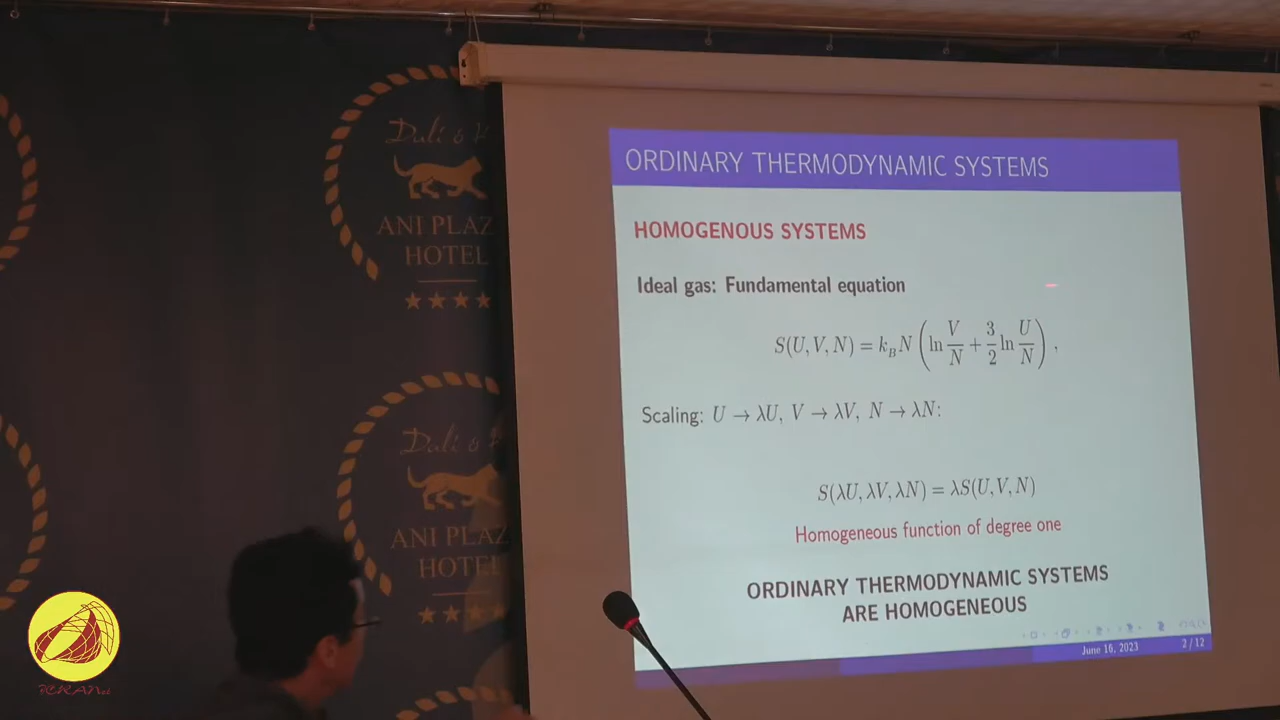 ORDINARY THERMODYNAMIC SYSTEMS
HOMOGENOUS SYSTEMS
Ideal gas: Fundamental equation
S(U, V, N) = k_B N ( ln V/N + 3/2 ln U/N ) ,
Scaling: U → λU, V → λV, N → λN:
S(λU, λV, λN) = λS(U, V, N)
Homogeneous function of degree one
ORDINARY THERMODYNAMIC SYSTEMS
ARE HOMOGENEOUS
June 16, 2023
2 / 12
ANI PLAZ
HOTEL
ANI PLAZ
HOTEL
ICRANet